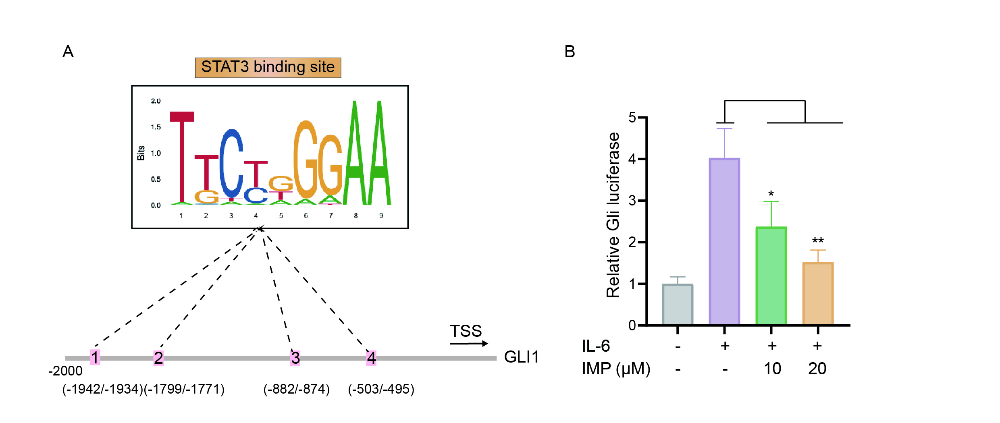 A
STAT3 binding site
Bits
2.0
1.5
1.0
0.5
0.0
T T C T G G G A A
G T C T A A
A A A T
1 2 3 4 5 6 7 8 9
TSS
1 2 3 4
GLI1
-2000
(-1942/-1934)(-1799/-1771) (-882/-874) (-503/-495)
B
Relative Gli luciferase
5
4
3
2
1
0
*
**
IL-6 - + + +
IMP (μM) - - 10 20